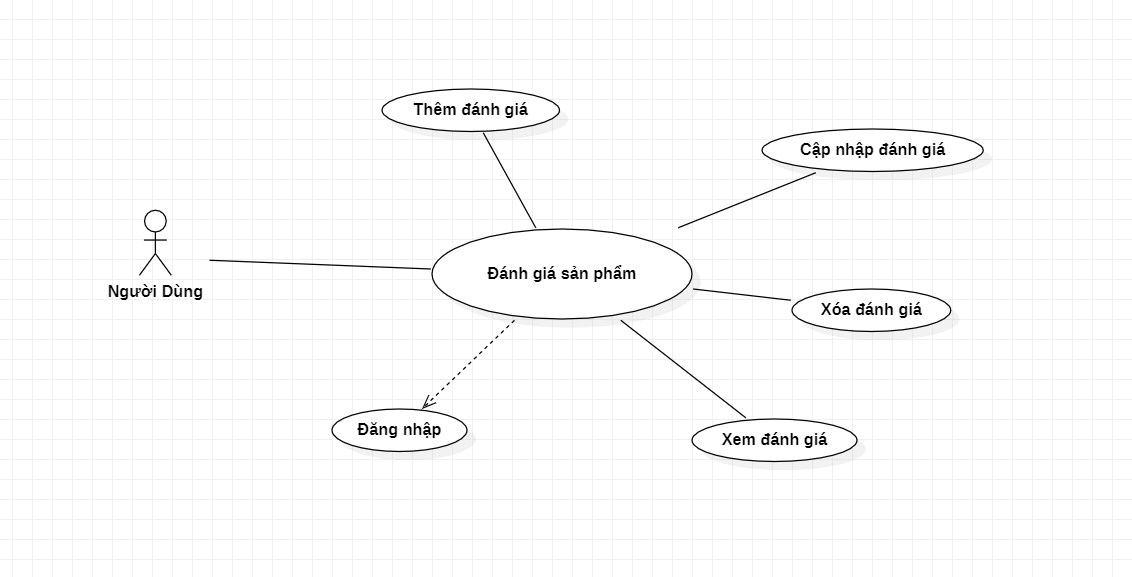 Thêm đánh giá
Cập nhập đánh giá
Người Dùng
Đánh giá sản phẩm
Xóa đánh giá
Đăng nhập
Xem đánh giá